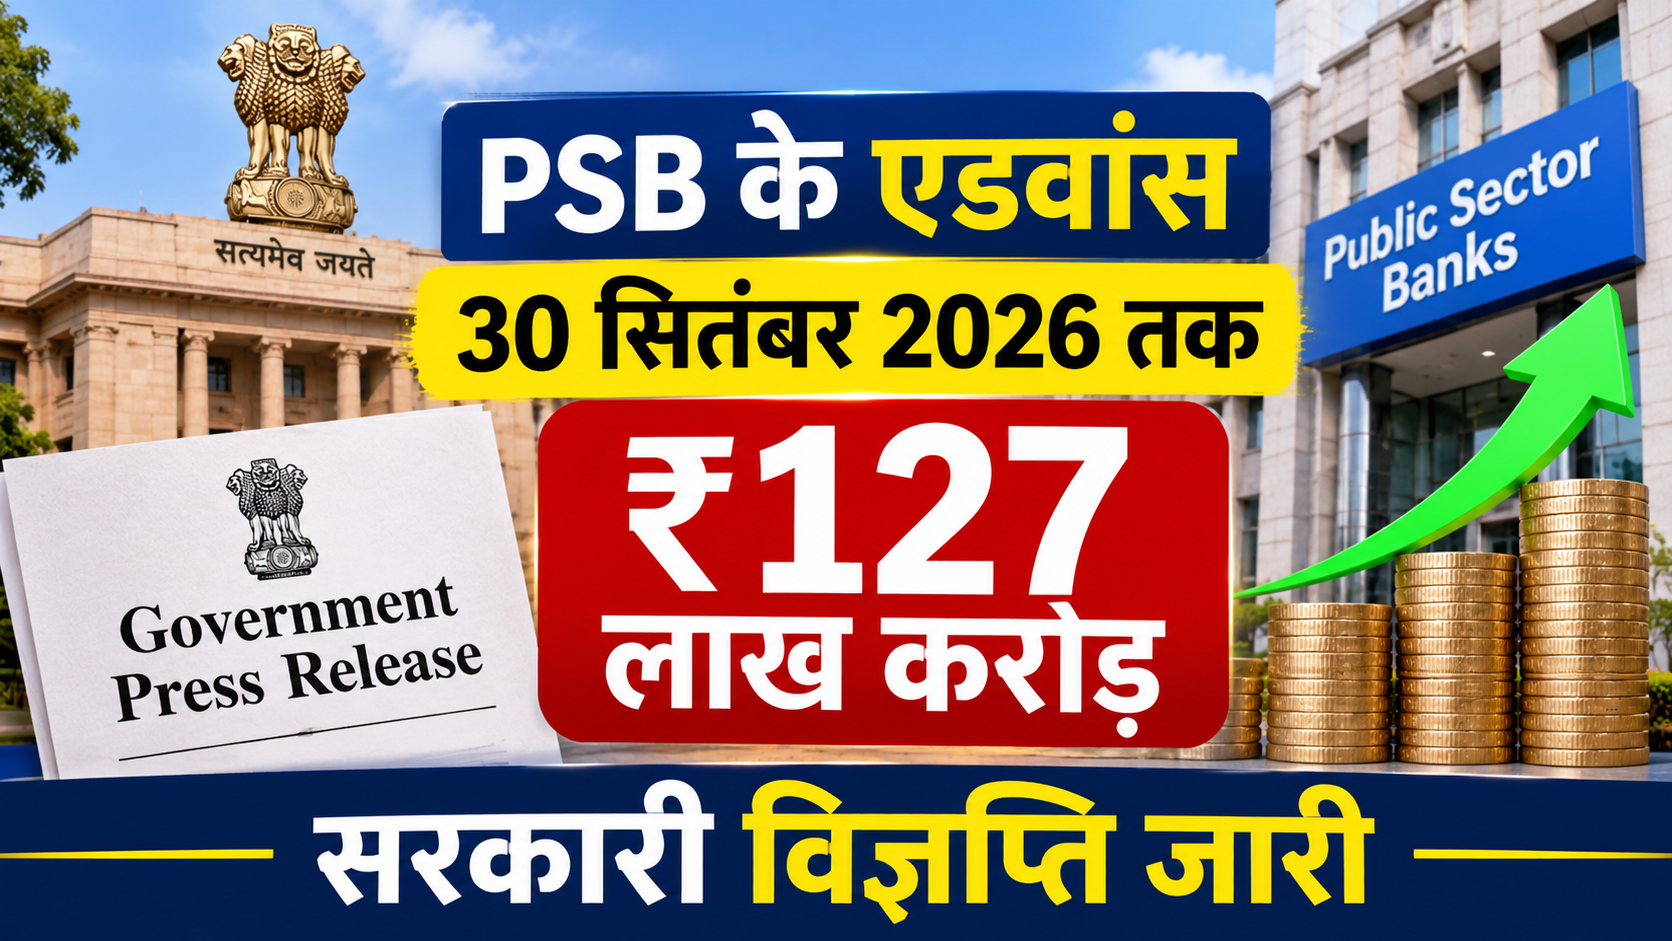 सत्यमेव जयते
PSB के एडवांस
30 सितंबर 2026 तक
₹127
लाख करोड़
Public Sector
Banks
Government
Press Release
सरकारी विज्ञप्ति जारी